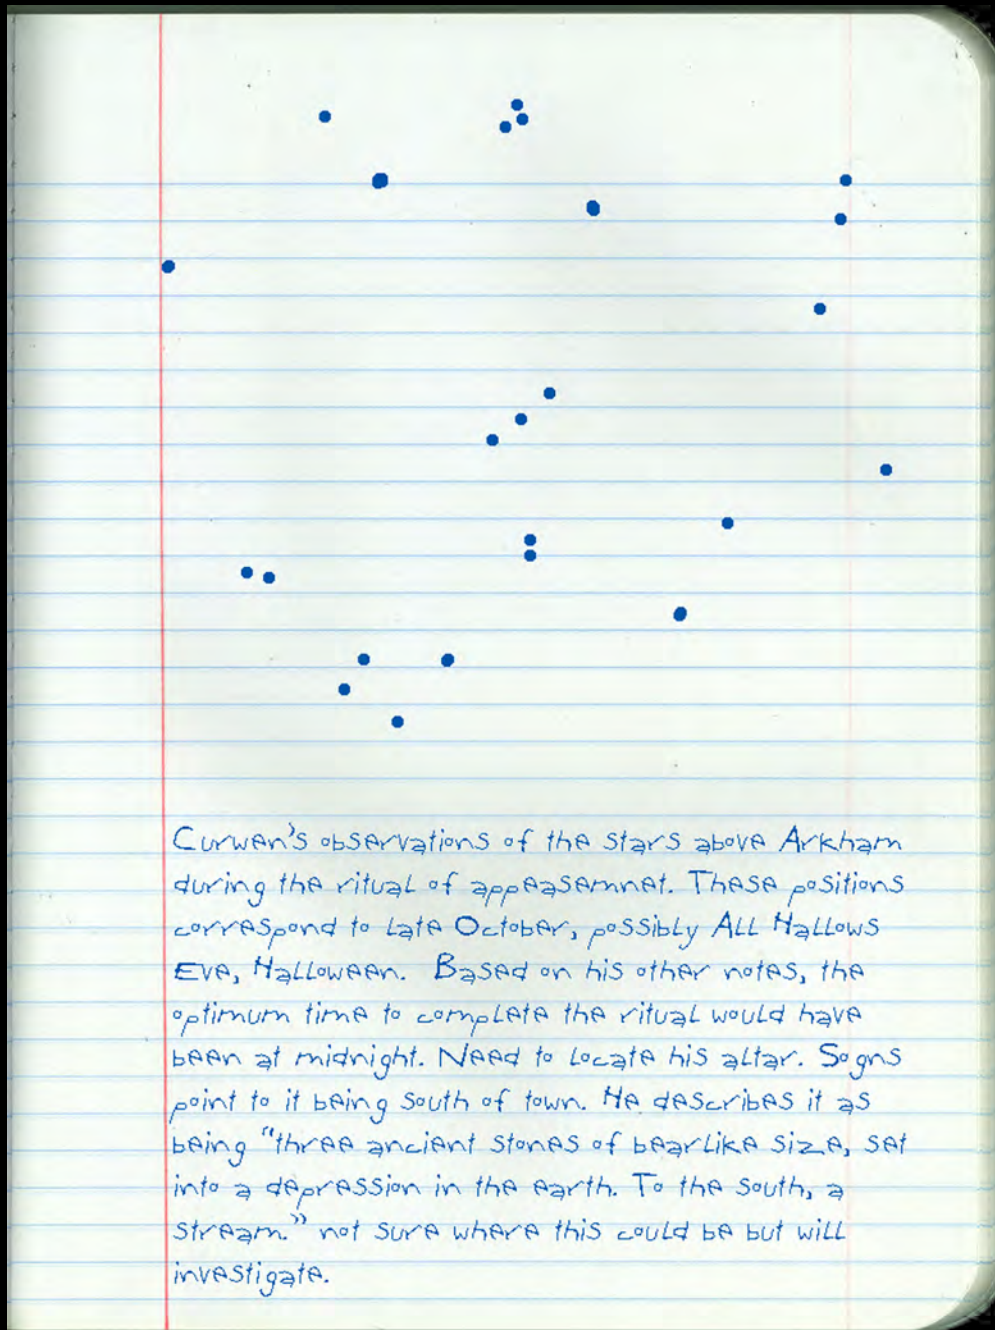 Curwen's observations of the stars above Arkham
during the ritual of appeasemnet. These positions
correspond to late October, possibly All Hallows
Eve, Halloween. Based on his other notes, the
optimum time to complete the ritual would have
been at midnight. Need to locate his altar. Sogns
point to it being south of town. He describes it as
being "three ancient stones of bearlike size, set
into a depression in the earth. To the south, a
stream." not sure where this could be but will
investigate.